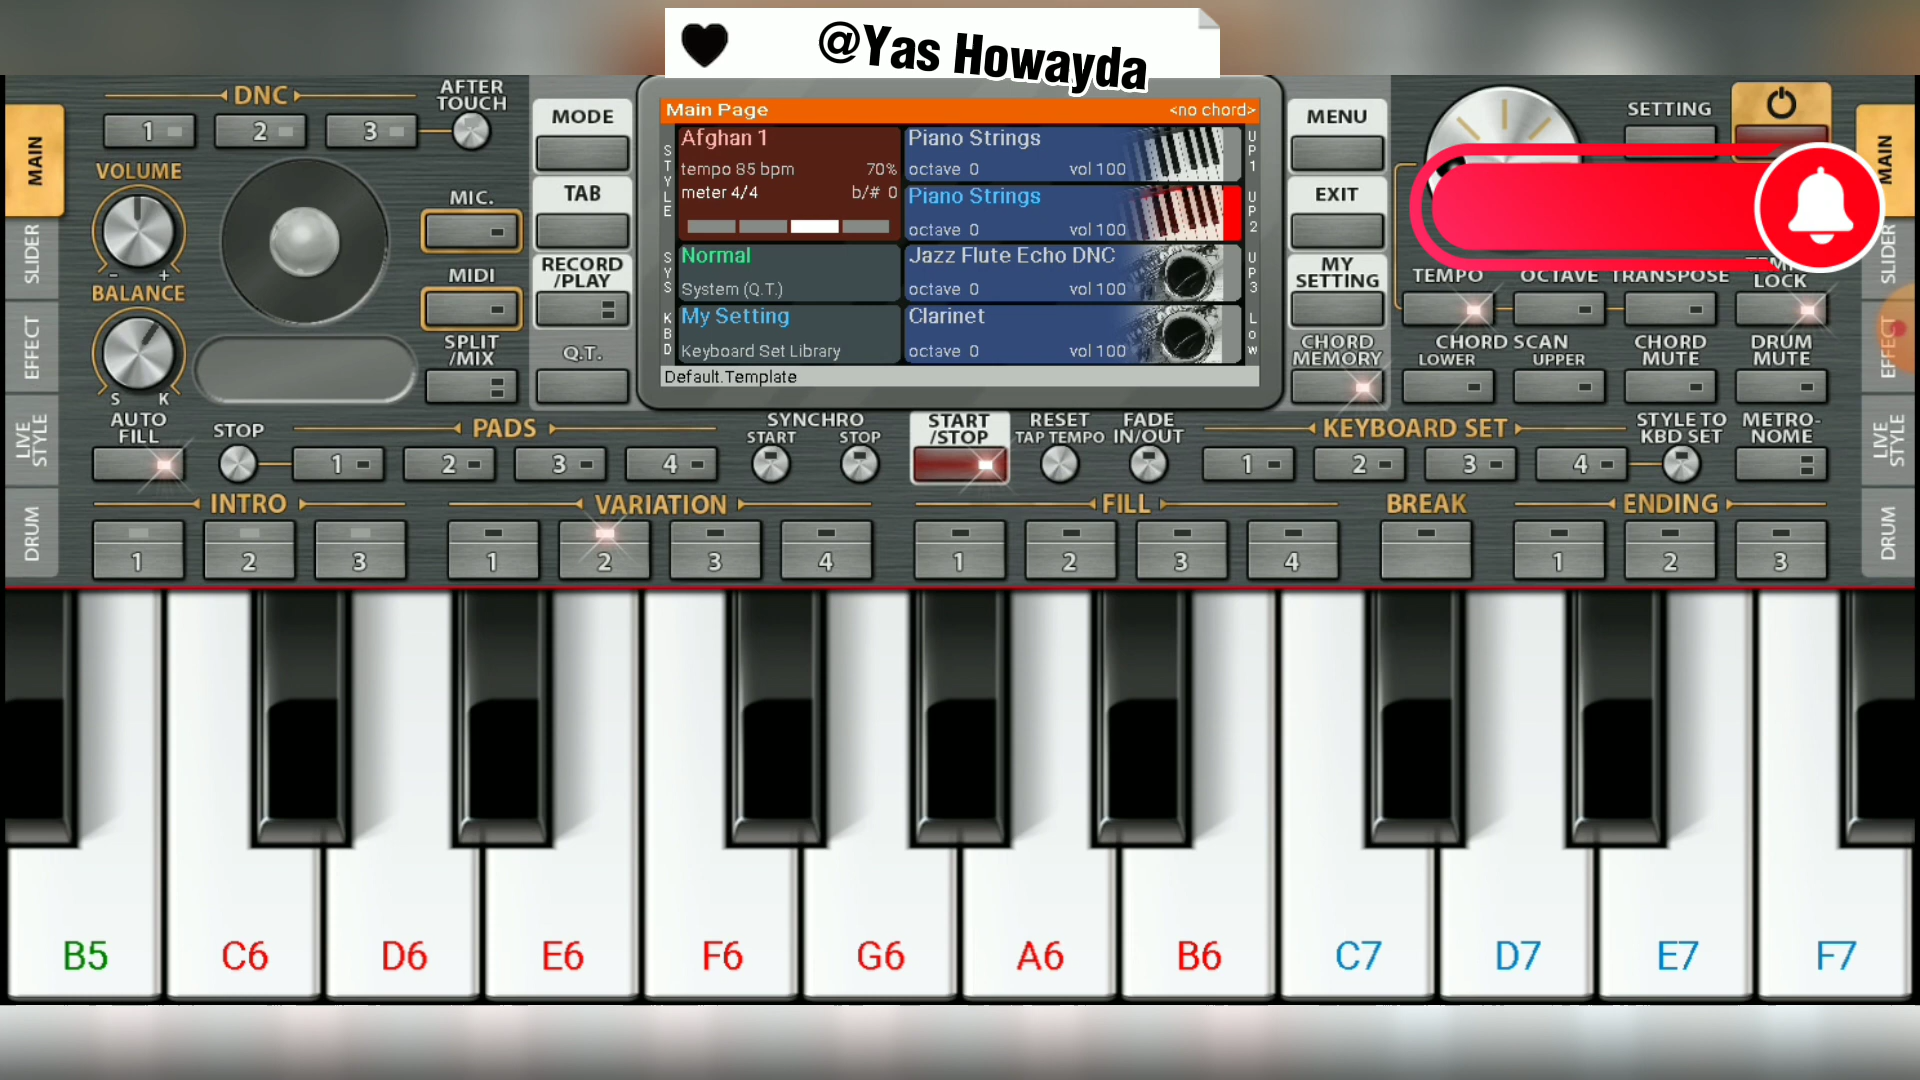 @Yas Howayda
DNC
AFTER
TOUCH
1
2
3
MAIN
SLIDER
EFFECT
LIVE
STYLE
DRUM
VOLUME
- +
BALANCE
S K
MIC.
MIDI
SPLIT
/MIX
MODE
TAB
RECORD
/PLAY
Q.T.
Main Page
<no chord>
STYLE
Afghan 1
tempo 85 bpm 70%
meter 4/4 b/# 0
SYS
Normal
System (Q.T.)
KBD
My Setting
Keyboard Set Library
Piano Strings
octave 0 vol 100
UP1
Piano Strings
octave 0 vol 100
UP2
Jazz Flute Echo DNC
octave 0 vol 100
UP3
Clarinet
octave 0 vol 100
Low
Default.Template
MENU
EXIT
MY
SETTING
CHORD
MEMORY
SETTING
TEMPO
OCTAVE
TRANSPOSE
LOCK
CHORD SCAN
LOWER UPPER
CHORD
MUTE
DRUM
MUTE
MAIN
SLIDER
EFFECT
LIVE
STYLE
DRUM
AUTO
FILL
STOP
PADS
1
2
3
4
SYNCHRO
START STOP
START
/STOP
RESET
TAP TEMPO
FADE
IN/OUT
KEYBOARD SET
1
2
3
4
STYLE TO
KBD SET
METRO-
NOME
INTRO
1
2
3
VARIATION
1
2
3
4
FILL
1
2
3
4
BREAK
ENDING
1
2
3
B5 C6 D6 E6 F6 G6 A6 B6 C7 D7 E7 F7